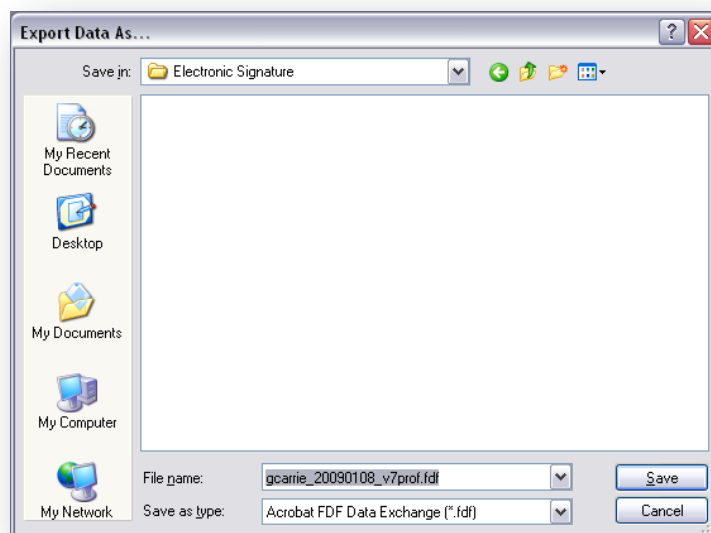 Export Data As...
Save in:
Electronic Signature
My Recent
Documents
Desktop
My Documents
My Computer
My Network
File name:
gcarrie_20090108_v7prof.fdf
Save
Save as type:
Acrobat FDF Data Exchange (*.fdf)
Cancel